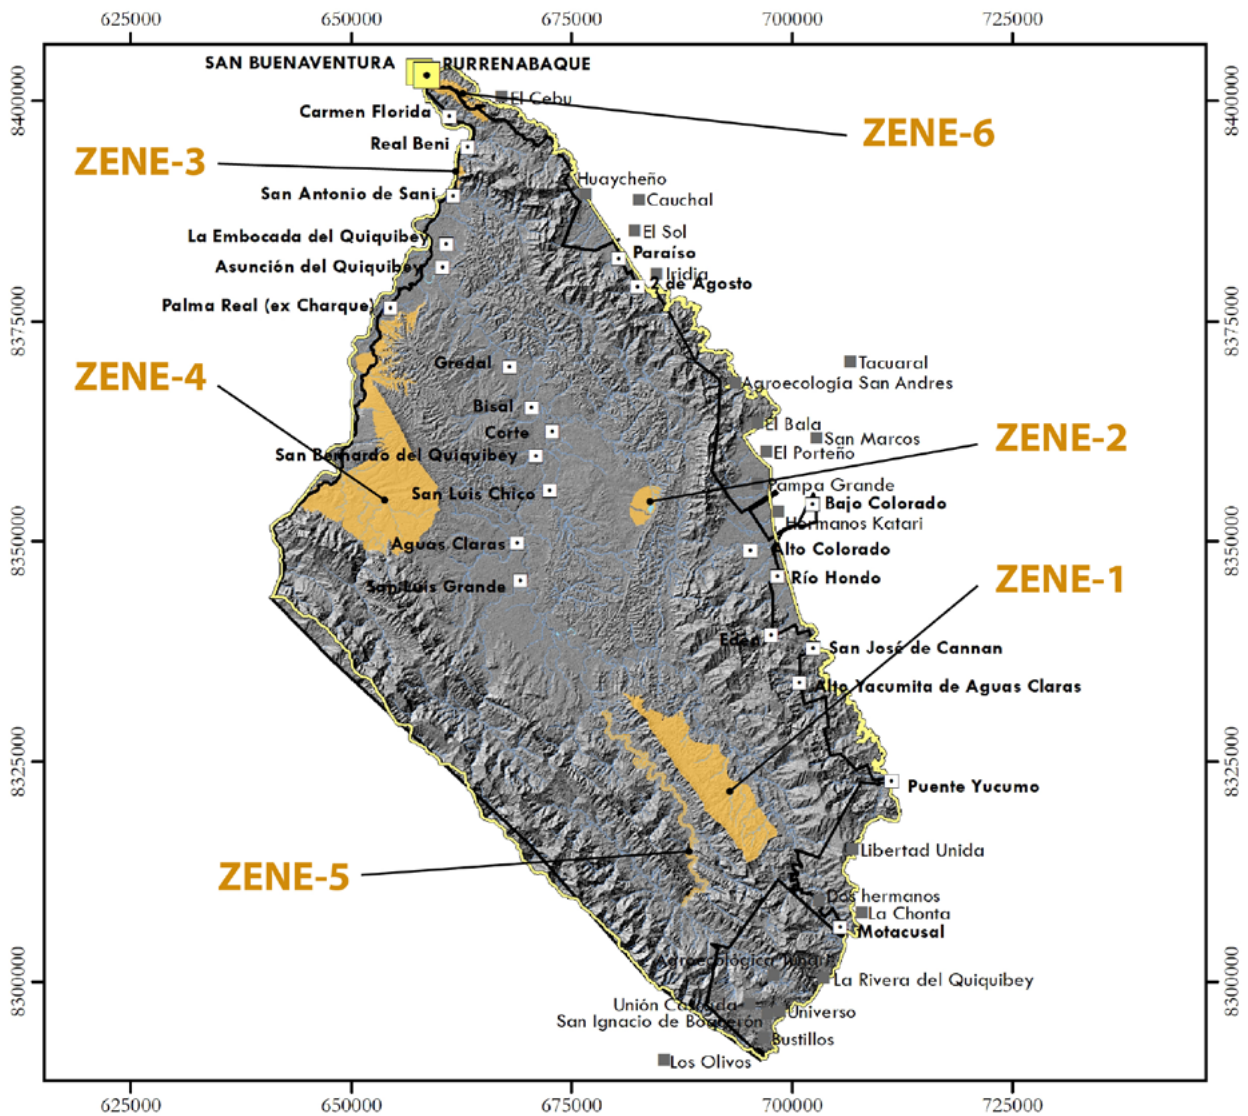 625000 650000 675000 700000 725000
SAN BUENAVENTURA
RURRENABAQUE
El Cebu
8400000
8400000
Carmen Florida
ZENE-6
Real Beni
ZENE-3
Huaycheño
San Antonio de Sani
Cauchal
La Embocada del Quiquibey
El Sol
Paraíso
Asunción del Quiquibey
Iridia
2 de Agosto
Palma Real (ex Charque)
8375000
8375000
Gredal
Tacuaral
ZENE-4
Agroecología San Andres
Bisal
El Bala
Corte
San Marcos
ZENE-2
San Bernardo del Quiquibey
El Porteño
Pampa Grande
San Luis Chico
Bajo Colorado
Hermanos Katari
8350000
Aguas Claras
Alto Colorado
8350000
San Luis Grande
Río Hondo
ZENE-1
Eden
San José de Cannan
Alto Yacumita de Aguas Claras
8325000
8325000
Puente Yucumo
Libertad Unida
ZENE-5
Dos hermanos
La Chonta
Motacusal
Agroecológica
8300000
La Rivera del Quiquibey
8300000
Unión
Universo
San Ignacio de
Bustillos
Los Olivos
625000 650000 675000 700000 725000